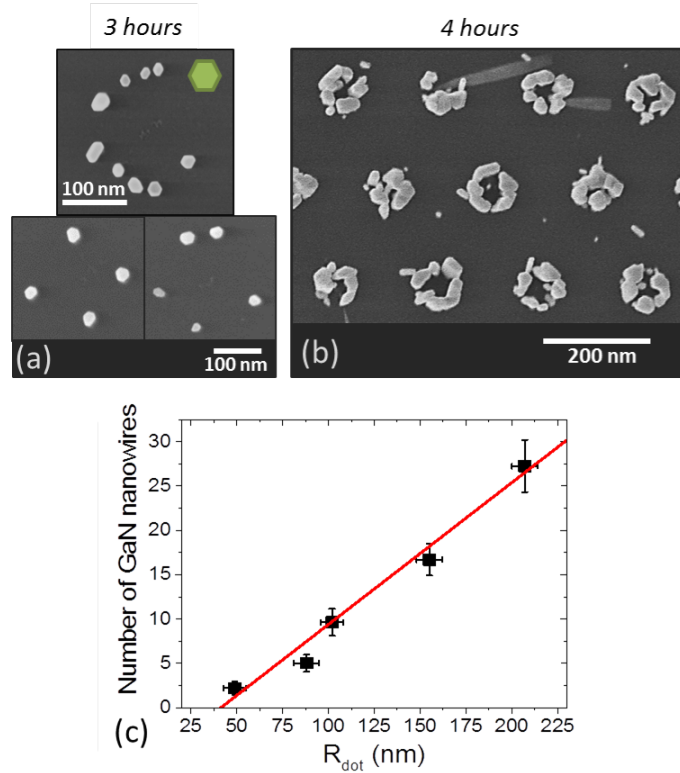 3 hours
4 hours
100 nm
(a)
100 nm
(b)
200 nm
Number of GaN nanowires
30
25
20
15
10
5
0
25 50 75 100 125 150 175 200 225
(c)
R_dot (nm)